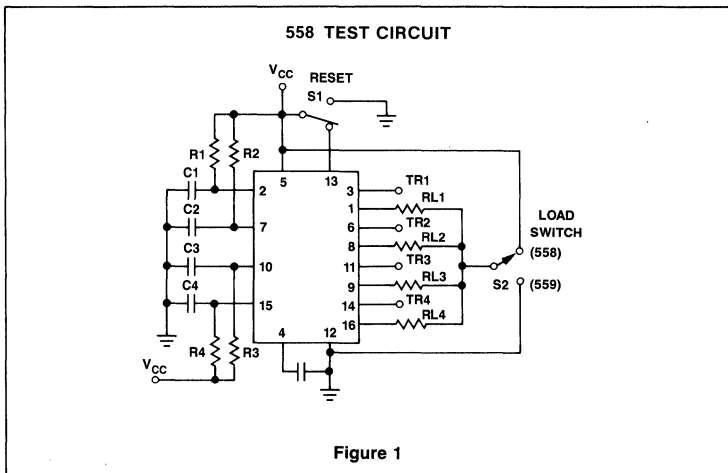 558 TEST CIRCUIT
VCC
RESET
S1
R1
R2
C1
C2
C3
C4
R4
R3
VCC
5
13
2
7
10
15
4
12
3
1
6
8
11
9
14
16
TR1
RL1
TR2
RL2
TR3
RL3
TR4
RL4
LOAD
SWITCH
(558)
S2
(559)
Figure 1